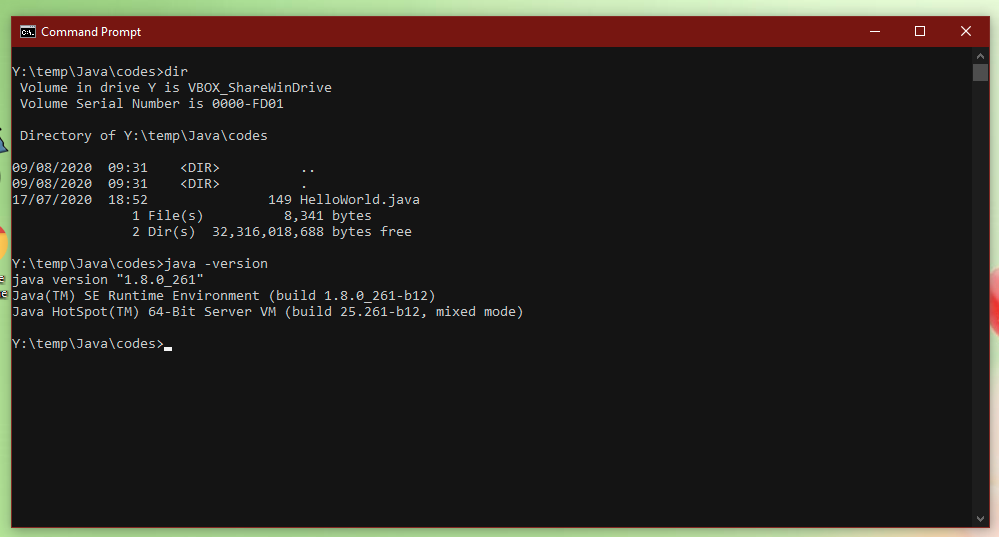 Command Prompt
Y:\temp\Java\codes>dir
 Volume in drive Y is VBOX_ShareWinDrive
 Volume Serial Number is 0000-FD01
 Directory of Y:\temp\Java\codes
09/08/2020  09:31    <DIR>          ..
09/08/2020  09:31    <DIR>          .
17/07/2020  18:52               149 HelloWorld.java
               1 File(s)          8,341 bytes
               2 Dir(s)  32,316,018,688 bytes free
Y:\temp\Java\codes>java -version
java version "1.8.0_261"
Java(TM) SE Runtime Environment (build 1.8.0_261-b12)
Java HotSpot(TM) 64-Bit Server VM (build 25.261-b12, mixed mode)
Y:\temp\Java\codes>